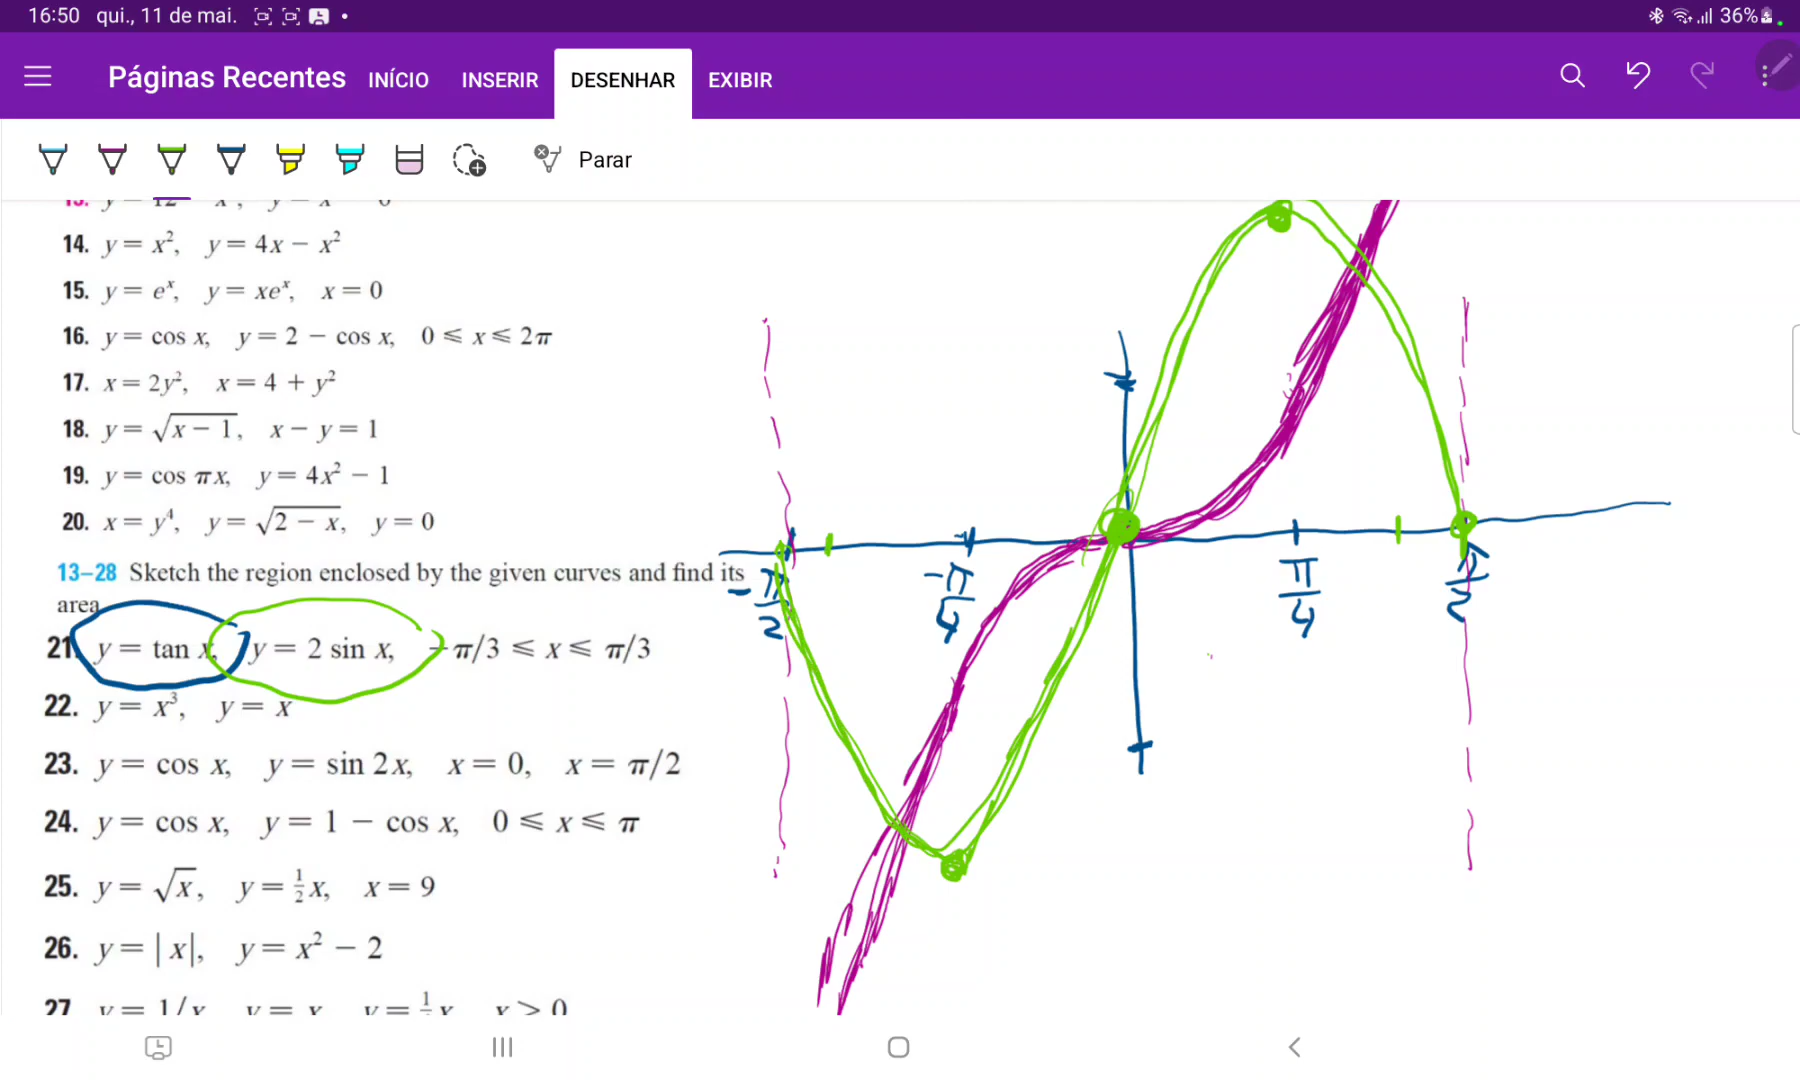 16:50 qui., 11 de mai. 36%
Páginas Recentes INÍCIO INSERIR DESENHAR EXIBIR
Parar
14. y = x², y = 4x − x²
15. y = eˣ, y = xeˣ, x = 0
16. y = cos x, y = 2 − cos x, 0 ⩽ x ⩽ 2π
17. x = 2y², x = 4 + y²
18. y = √(x − 1), x − y = 1
19. y = cos πx, y = 4x² − 1
20. x = y⁴, y = √(2 − x), y = 0
13–28 Sketch the region enclosed by the given curves and find its
area
21. y = tan x, y = 2 sin x, −π/3 ⩽ x ⩽ π/3
22. y = x³, y = x
23. y = cos x, y = sin 2x, x = 0, x = π/2
24. y = cos x, y = 1 − cos x, 0 ⩽ x ⩽ π
25. y = √x, y = ½x, x = 9
26. y = |x|, y = x² − 2
27 y = 1/x y = x x > 0
−π/2
−π/4
π/4
π/2